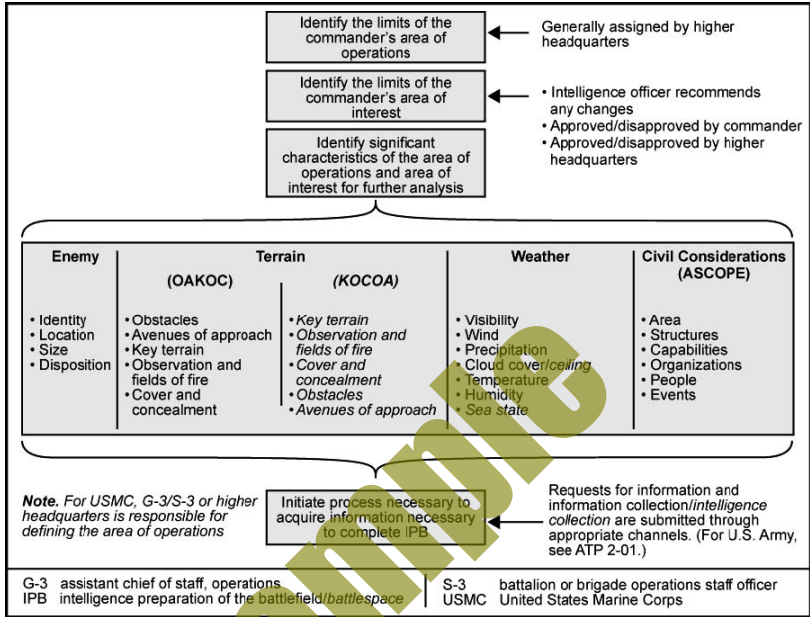 Identify the limits of the
commander's area of
operations
Generally assigned by higher
headquarters
Identify the limits of the
commander's area of
interest
• Intelligence officer recommends
any changes
• Approved/disapproved by commander
• Approved/disapproved by higher
headquarters
Identify significant
characteristics of the area of
operations and area of
interest for further analysis
Enemy
• Identity
• Location
• Size
• Disposition
Terrain
(OAKOC)
• Obstacles
• Avenues of approach
• Key terrain
• Observation and
fields of fire
• Cover and
concealment
(KOCOA)
• Key terrain
• Observation and
fields of fire
• Cover and
concealment
• Obstacles
• Avenues of approach
Weather
• Visibility
• Wind
• Precipitation
• Cloud cover/ceiling
• Temperature
• Humidity
• Sea state
Civil Considerations
(ASCOPE)
• Area
• Structures
• Capabilities
• Organizations
• People
• Events
Note. For USMC, G-3/S-3 or higher
headquarters is responsible for
defining the area of operations
Initiate process necessary to
acquire information necessary
to complete IPB
Requests for information and
information collection/intelligence
collection are submitted through
appropriate channels. (For U.S. Army,
see ATP 2-01.)
G-3 assistant chief of staff, operations
IPB intelligence preparation of the battlefield/battlespace
S-3 battalion or brigade operations staff officer
USMC United States Marine Corps